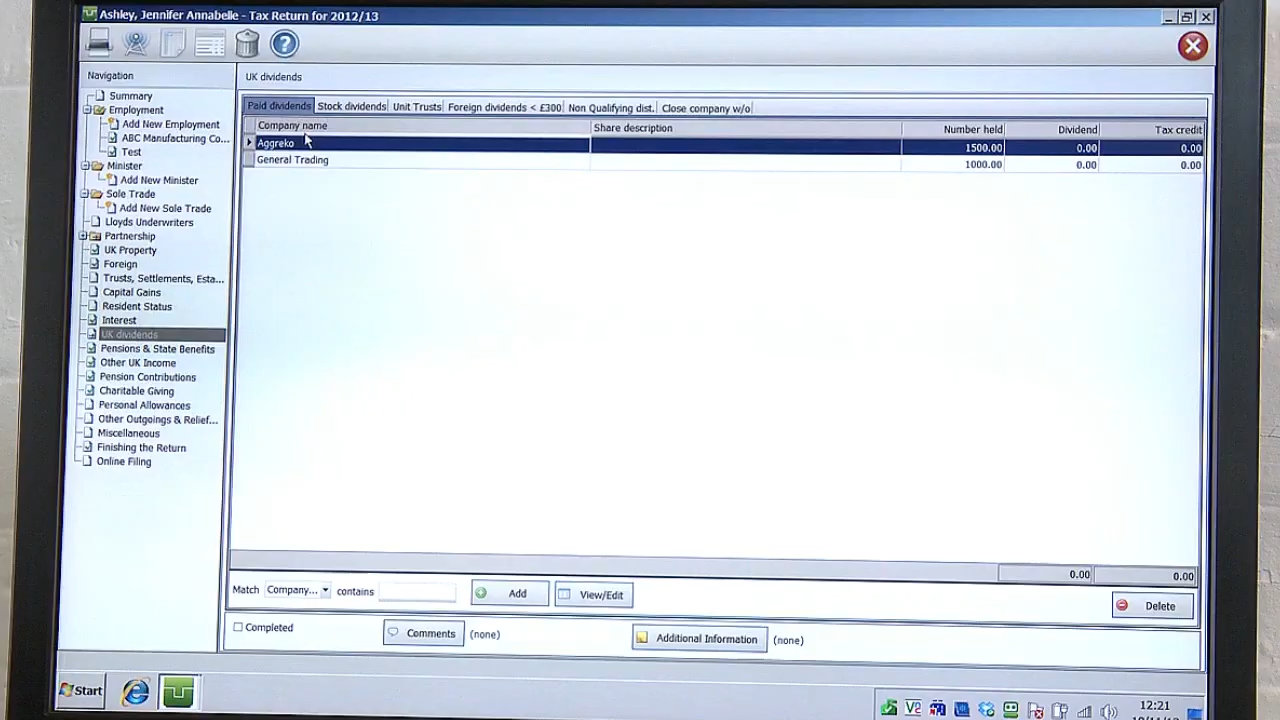 Ashley, Jennifer Annabelle - Tax Return for 2012/13
Navigation
Summary
Employment
Add New Employment
ABC Manufacturing Co...
Test
Minister
Add New Minister
Sole Trade
Add New Sole Trade
Lloyds Underwriters
Partnership
UK Property
Foreign
Trusts, Settlements, Esta...
Capital Gains
Resident Status
Interest
UK dividends
Pensions & State Benefits
Other UK Income
Pension Contributions
Charitable Giving
Personal Allowances
Other Outgoings & Relief...
Miscellaneous
Finishing the Return
Online Filing
UK dividends
Paid dividends Stock dividends Unit Trusts Foreign dividends < £300 Non Qualifying dist. Close company w/o
Company name Share description Number held Dividend Tax credit
Aggreko 1500.00 0.00 0.00
General Trading 1000.00 0.00 0.00
0.00 0.00
Match Company... contains Add View/Edit
Delete
Completed Comments (none) Additional Information (none)
Start
V2
12:21